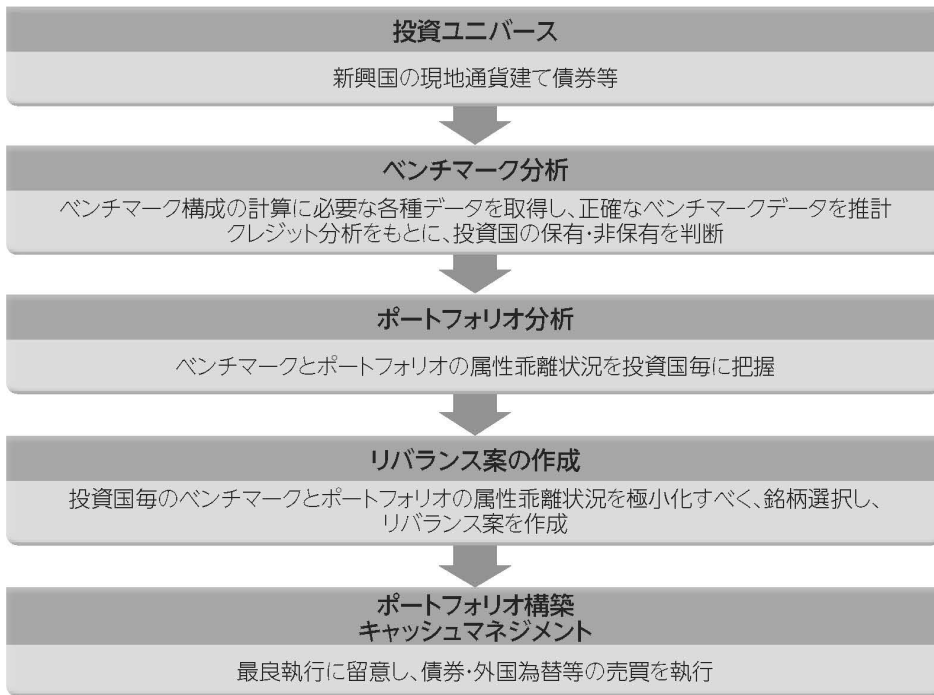 投資ユニバース
新興国の現地通貨建て債券等
ベンチマーク分析
ベンチマーク構成の計算に必要な各種データを取得し、正確なベンチマークデータを推計
クレジット分析をもとに、投資国の保有・非保有を判断
ポートフォリオ分析
ベンチマークとポートフォリオの属性乖離状況を投資国毎に把握
リバランス案の作成
投資国毎のベンチマークとポートフォリオの属性乖離状況を極小化すべく、銘柄選択し、
リバランス案を作成
ポートフォリオ構築
キャッシュマネジメント
最良執行に留意し、債券・外国為替等の売買を執行